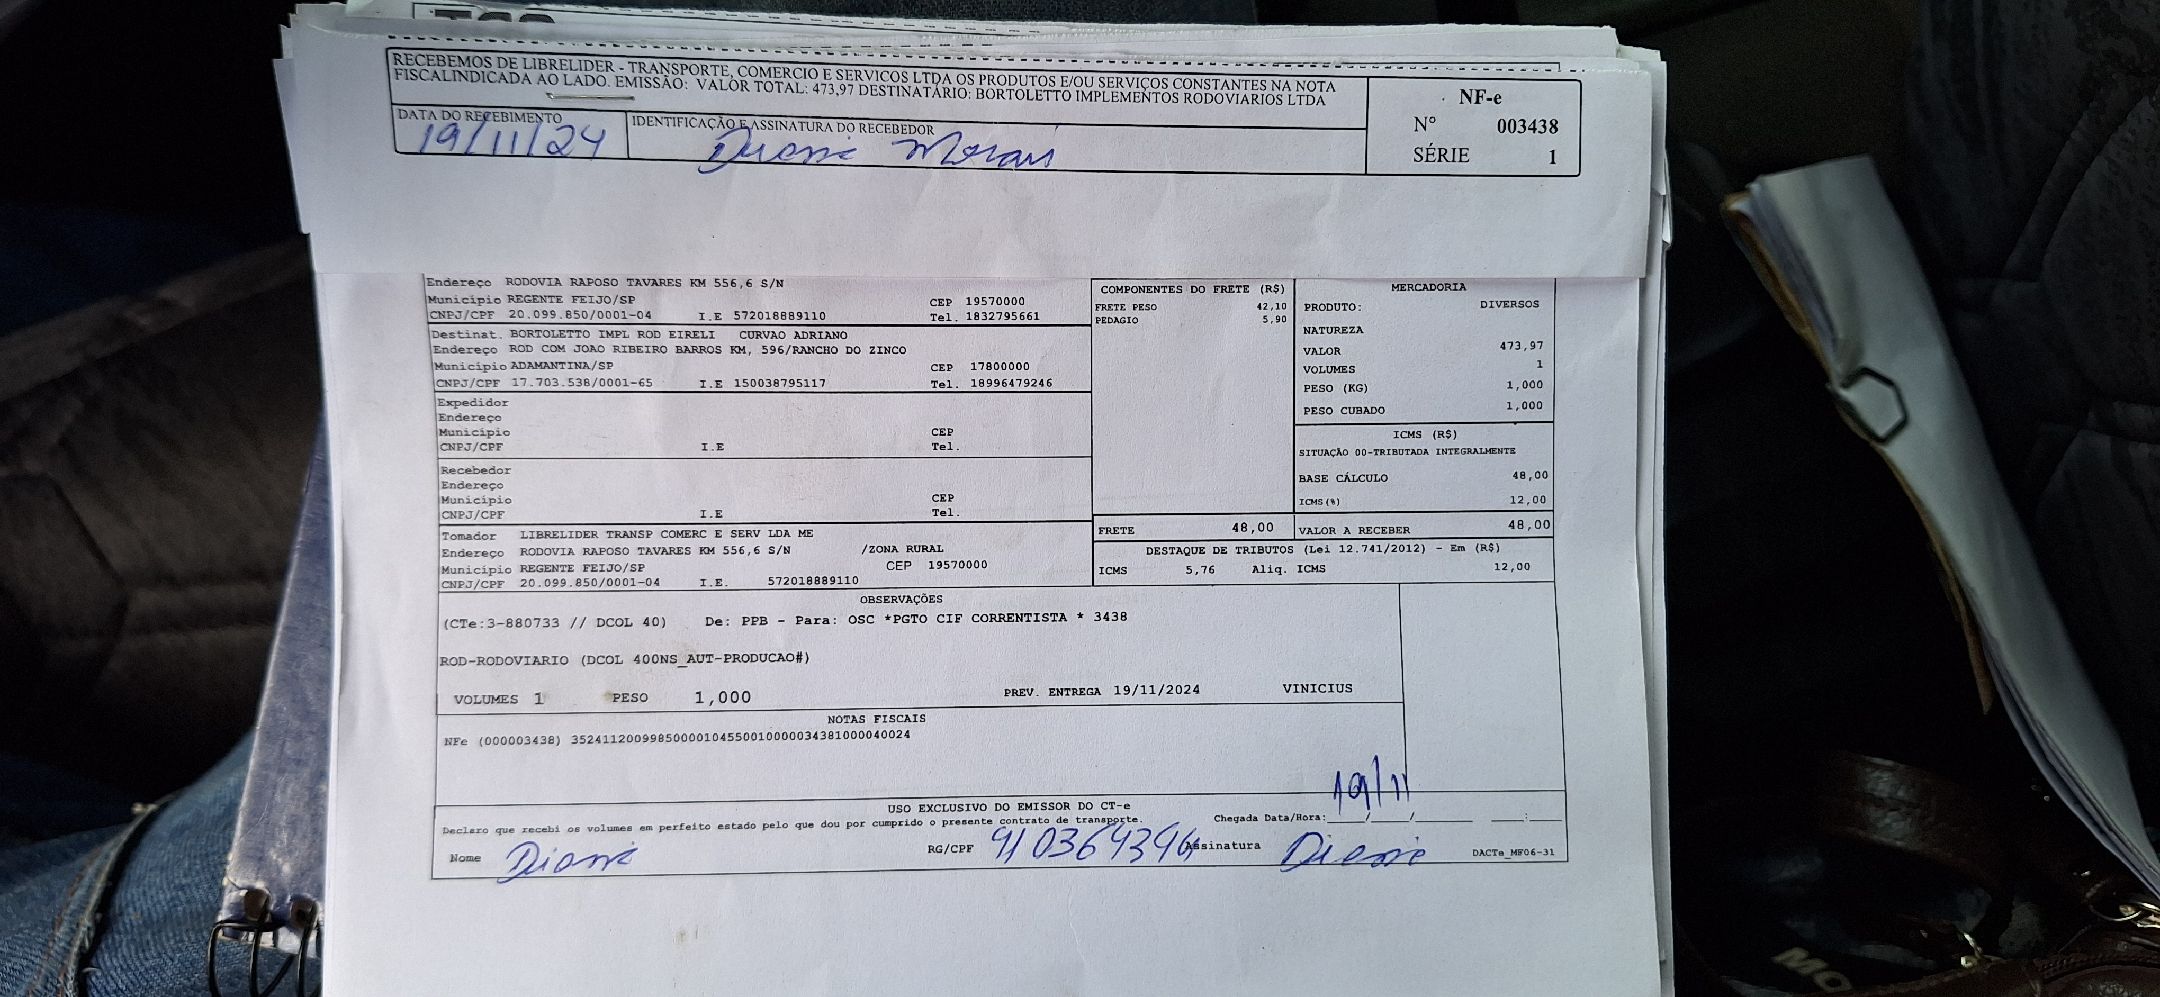 RECEBEMOS DE LIBRELIDER - TRANSPORTE, COMERCIO E SERVICOS LTDA OS PRODUTOS E/OU SERVIÇOS CONSTANTES NA NOTA
FISCALINDICADA AO LADO. EMISSÃO: VALOR TOTAL: 473,97 DESTINATÁRIO: BORTOLETTO IMPLEMENTOS RODOVIARIOS LTDA
NF-e
Nº 003438
SÉRIE 1
DATA DO RECEBIMENTO
19/11/24
IDENTIFICAÇÃO E ASSINATURA DO RECEBEDOR
Morais
Endereço RODOVIA RAPOSO TAVARES KM 556,6 S/N
Município REGENTE FEIJO/SP CEP 19570000
CNPJ/CPF 20.099.850/0001-04 I.E 572018889110 Tel. 1832795661
Destinat. BORTOLETTO IMPL ROD EIRELI CURVAO ADRIANO
Endereço ROD COM JOAO RIBEIRO BARROS KM, 596/RANCHO DO ZINCO
Município ADAMANTINA/SP CEP 17800000
CNPJ/CPF 17.703.538/0001-65 I.E 150038795117 Tel. 18996479246
Expedidor
Endereço
Município CEP
CNPJ/CPF I.E Tel.
Recebedor
Endereço
Município CEP
CNPJ/CPF I.E Tel.
Tomador LIBRELIDER TRANSP COMERC E SERV LDA ME
Endereço RODOVIA RAPOSO TAVARES KM 556,6 S/N /ZONA RURAL
Município REGENTE FEIJO/SP CEP 19570000
CNPJ/CPF 20.099.850/0001-04 I.E. 572018889110
COMPONENTES DO FRETE (R$)
FRETE PESO 42,10
PEDAGIO 5,90
MERCADORIA
PRODUTO: DIVERSOS
NATUREZA
VALOR 473,97
VOLUMES 1
PESO (KG) 1,000
PESO CUBADO 1,000
ICMS (R$)
SITUAÇÃO 00-TRIBUTADA INTEGRALMENTE
BASE CÁLCULO 48,00
ICMS(%) 12,00
FRETE 48,00 VALOR A RECEBER 48,00
DESTAQUE DE TRIBUTOS (Lei 12.741/2012) - Em (R$)
ICMS 5,76 Aliq. ICMS 12,00
OBSERVAÇÕES
(CTe:3-880733 // DCOL 40) De: PPB - Para: OSC *PGTO CIF CORRENTISTA * 3438
ROD-RODOVIARIO (DCOL 400NS_AUT-PRODUCAO#)
VOLUMES 1 PESO 1,000 PREV. ENTREGA 19/11/2024 VINICIUS
NOTAS FISCAIS
NFe (000003438) 35241120099850000104550010000034381000040024
USO EXCLUSIVO DO EMISSOR DO CT-e
19/11
Declaro que recebi os volumes em perfeito estado pelo que dou por cumprido o presente contrato de transporte. Chegada Data/Hora:____/____/______ ____:____
Nome RG/CPF Assinatura DACTe_MF06-31